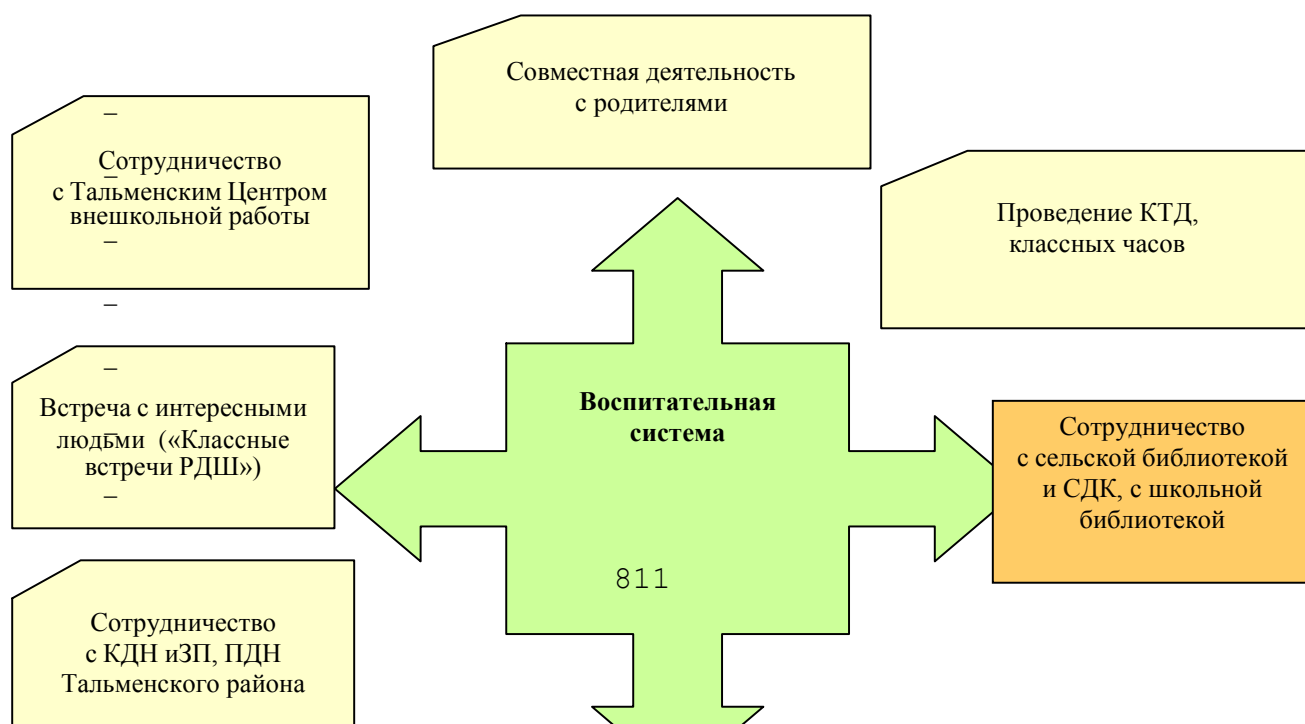 Совместная деятельность
с родителями
Сотрудничество
с Тальменским Центром
внешкольной работы
Проведение КТД,
классных часов
Встреча с интересными
людьми («Классные
встречи РДШ»)
Воспитательная
система
Сотрудничество
с сельской библиотекой
и СДК, с школьной
библиотекой
811
Сотрудничество
с КДН иЗП, ПДН
Тальменского района